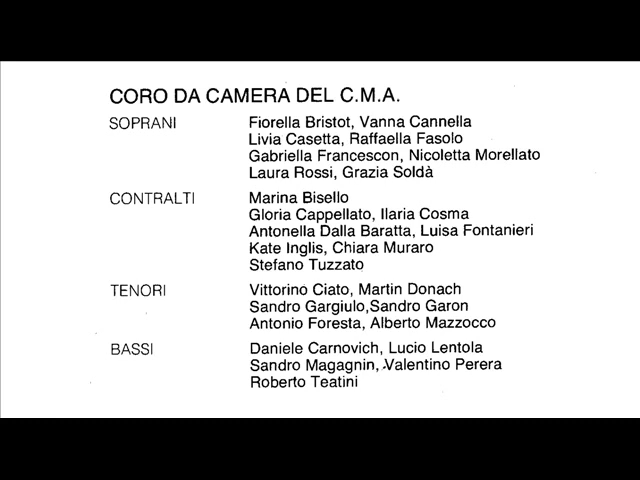 CORO DA CAMERA DEL C.M.A.
SOPRANI Fiorella Bristot, Vanna Cannella
Livia Casetta, Raffaella Fasolo
Gabriella Francescon, Nicoletta Morellato
Laura Rossi, Grazia Soldà
CONTRALTI Marina Bisello
Gloria Cappellato, Ilaria Cosma
Antonella Dalla Baratta, Luisa Fontanieri
Kate Inglis, Chiara Muraro
Stefano Tuzzato
TENORI Vittorino Ciato, Martin Donach
Sandro Gargiulo,Sandro Garon
Antonio Foresta, Alberto Mazzocco
BASSI Daniele Carnovich, Lucio Lentola
Sandro Magagnin, Valentino Perera
Roberto Teatini